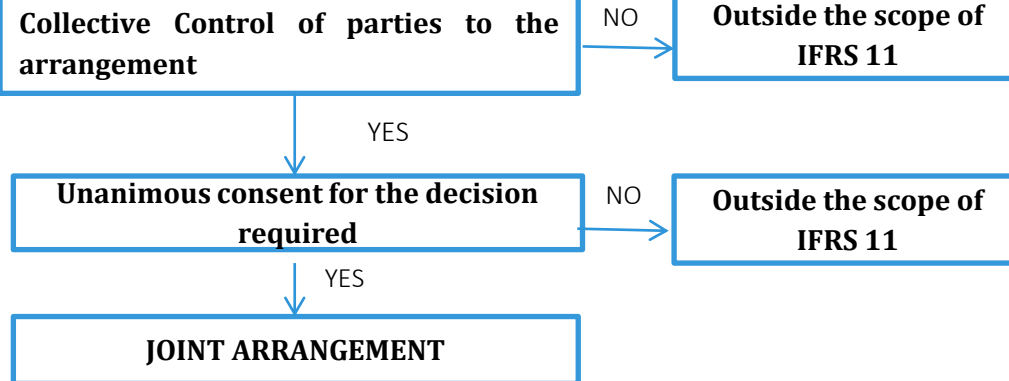 Collective Control of parties to the
arrangement
NO
Outside the scope of
IFRS 11
YES
Unanimous consent for the decision
required
NO
Outside the scope of
IFRS 11
YES
JOINT ARRANGEMENT